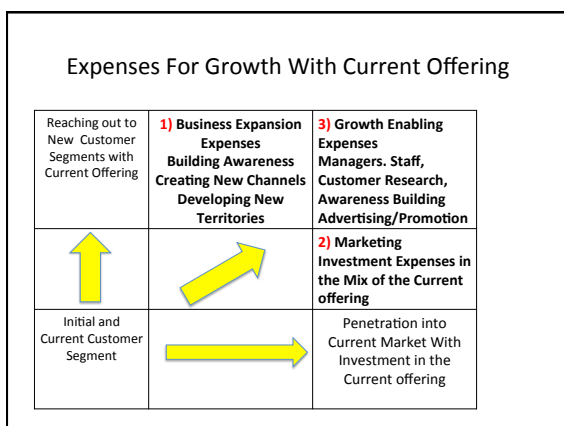 Expenses For Growth With Current Offering
Reaching out to
New Customer
Segments with
Current Offering
1) Business Expansion
Expenses
Building Awareness
Creating New Channels
Developing New
Territories
3) Growth Enabling
Expenses
Managers. Staff,
Customer Research,
Awareness Building
Advertising/Promotion
2) Marketing
Investment Expenses in
the Mix of the Current
offering
Initial and
Current Customer
Segment
Penetration into
Current Market With
Investment in the
Current offering